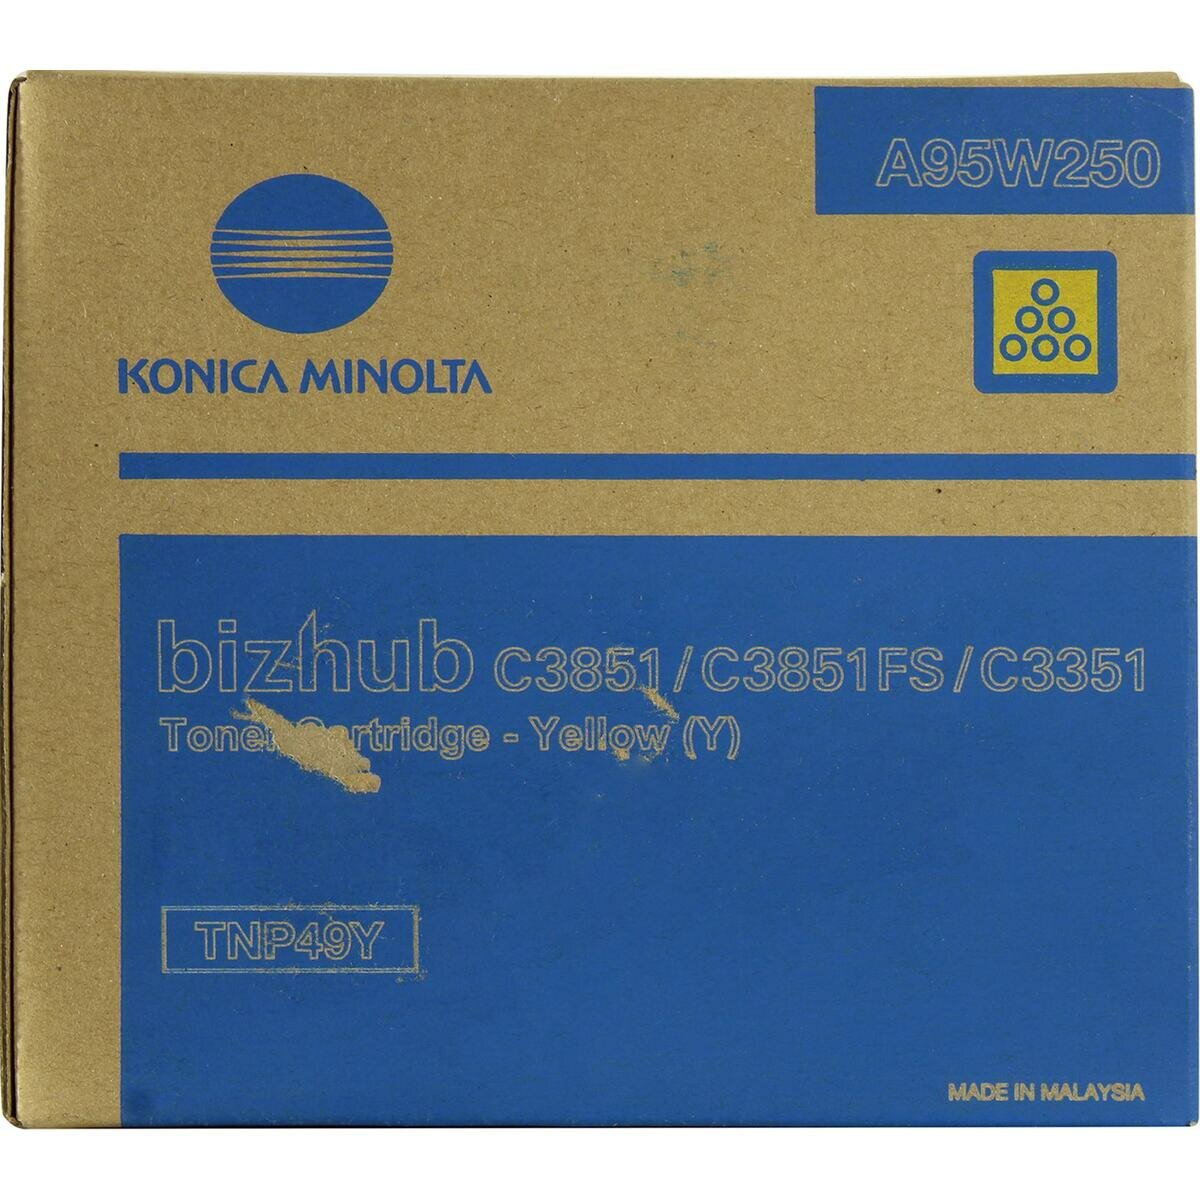 A95W250
KONICA MINOLTA
bizhub C3851 / C3851FS / C3351
Toner Cartridge - Yellow (Y)
TNP49Y
MADE IN MALAYSIA